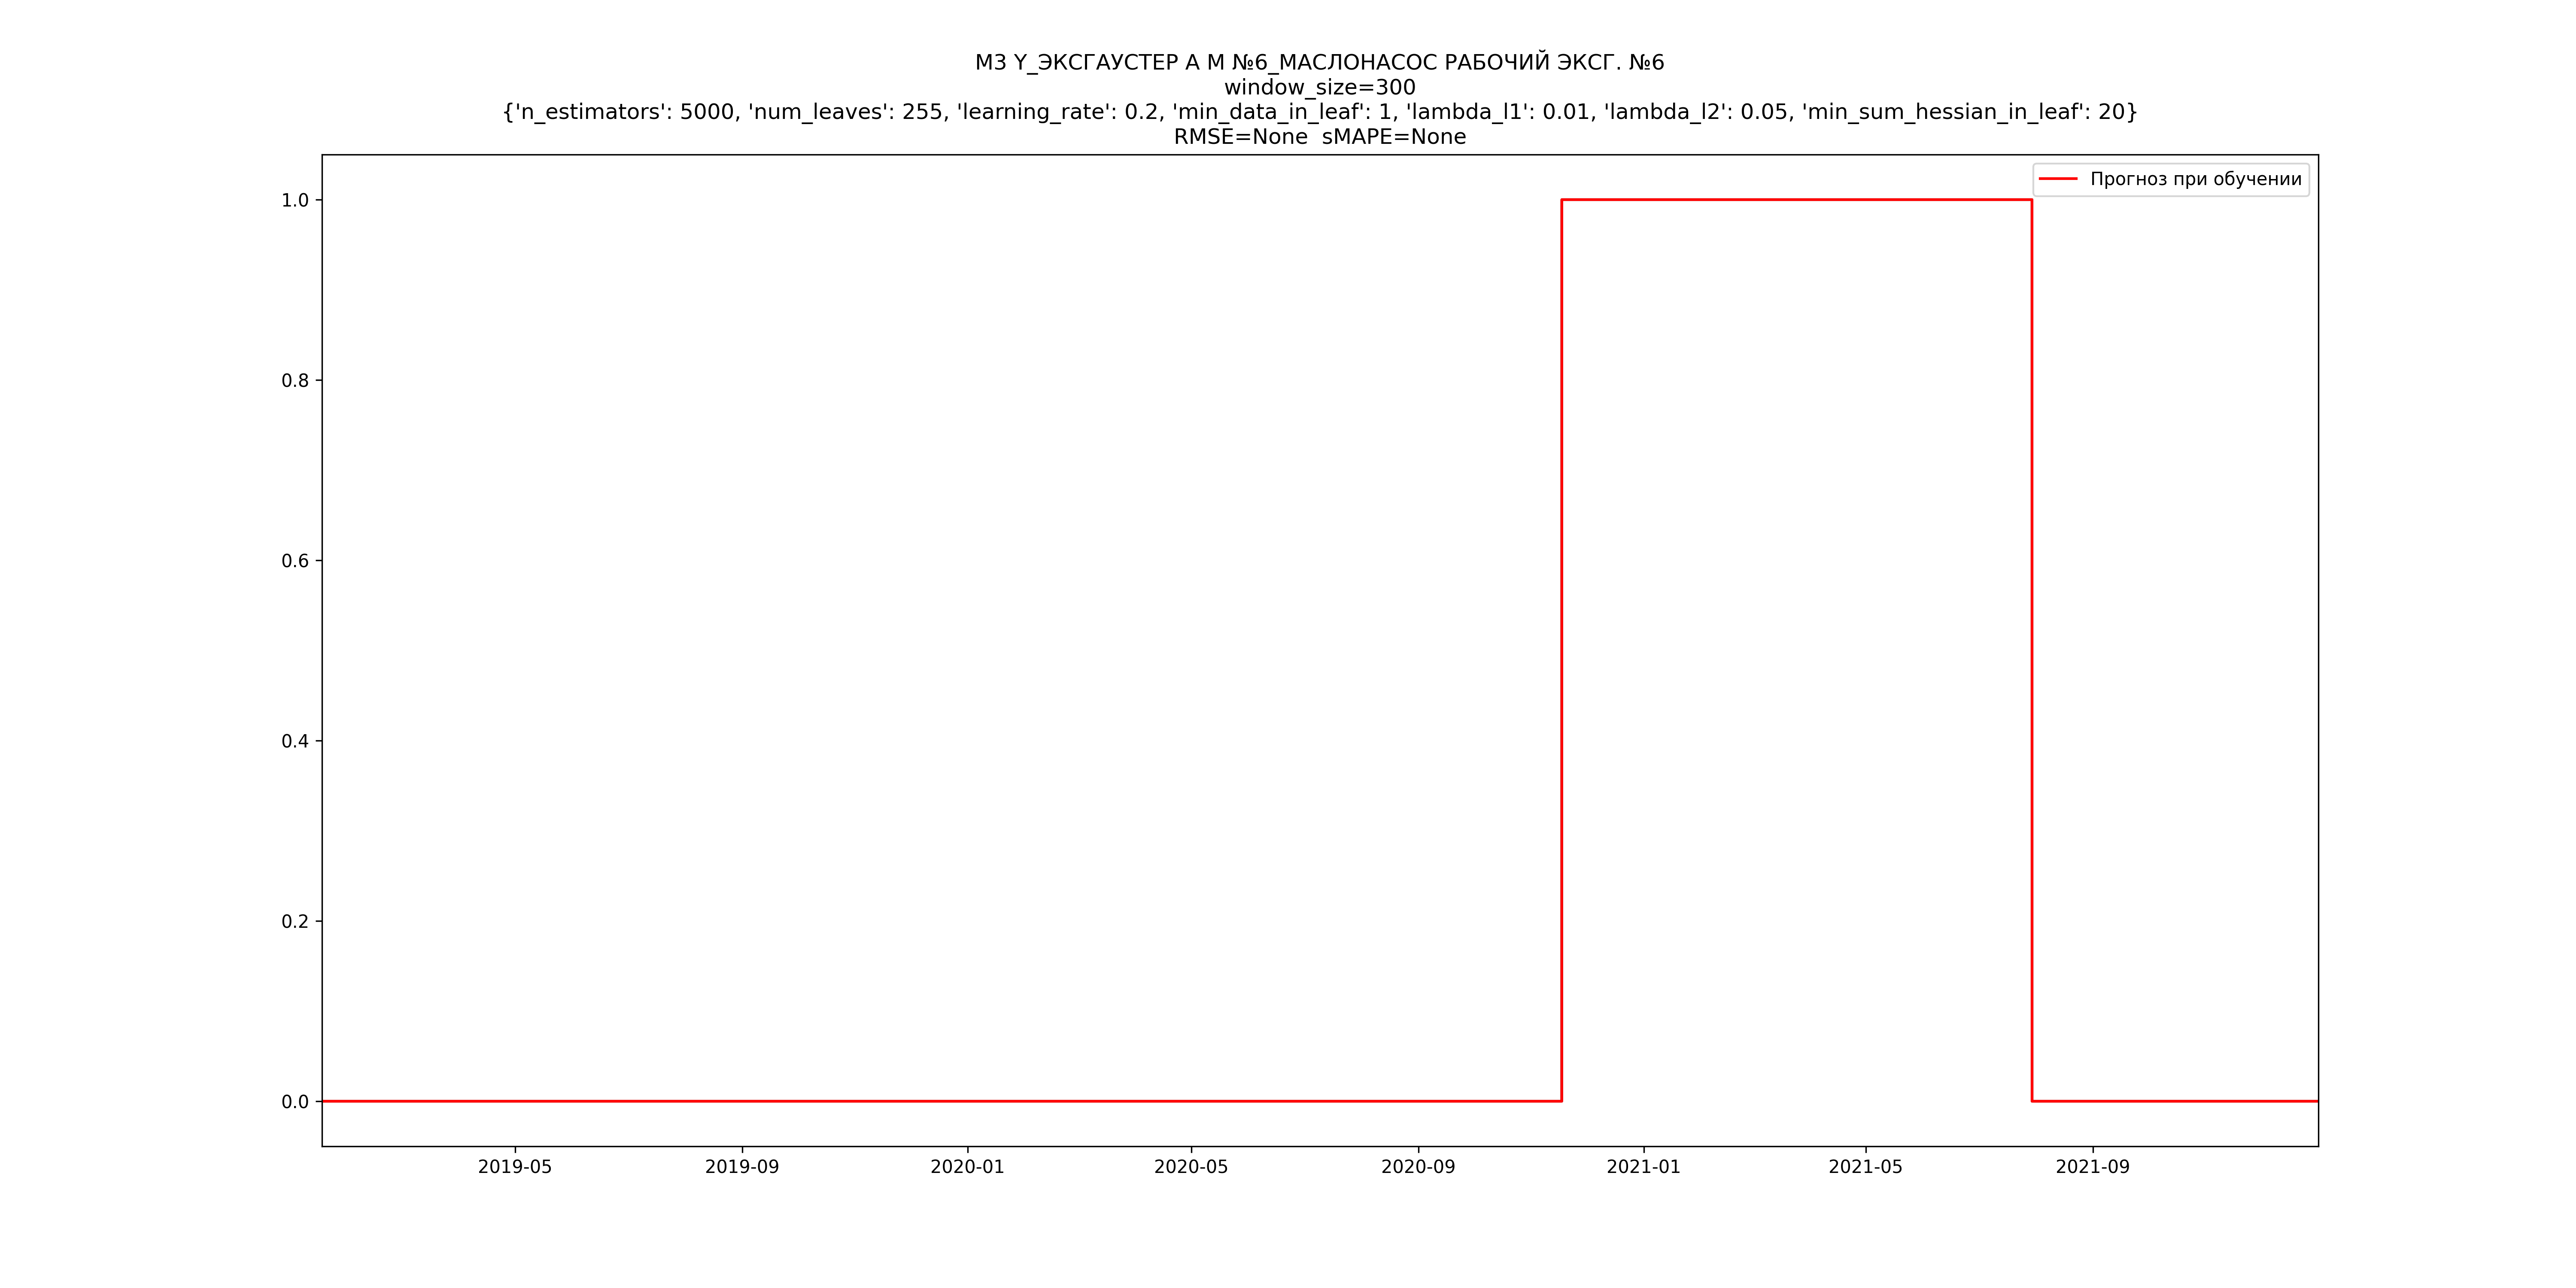 М3 Y_ЭКСГАУСТЕР А М №6_МАСЛОНАСОС РАБОЧИЙ ЭКСГ. №6
window_size=300
{'n_estimators': 5000, 'num_leaves': 255, 'learning_rate': 0.2, 'min_data_in_leaf': 1, 'lambda_l1': 0.01, 'lambda_l2': 0.05, 'min_sum_hessian_in_leaf': 20}
RMSE=None  sMAPE=None
Прогноз при обучении
1.0
0.8
0.6
0.4
0.2
0.0
2019-05 2019-09 2020-01 2020-05 2020-09 2021-01 2021-05 2021-09